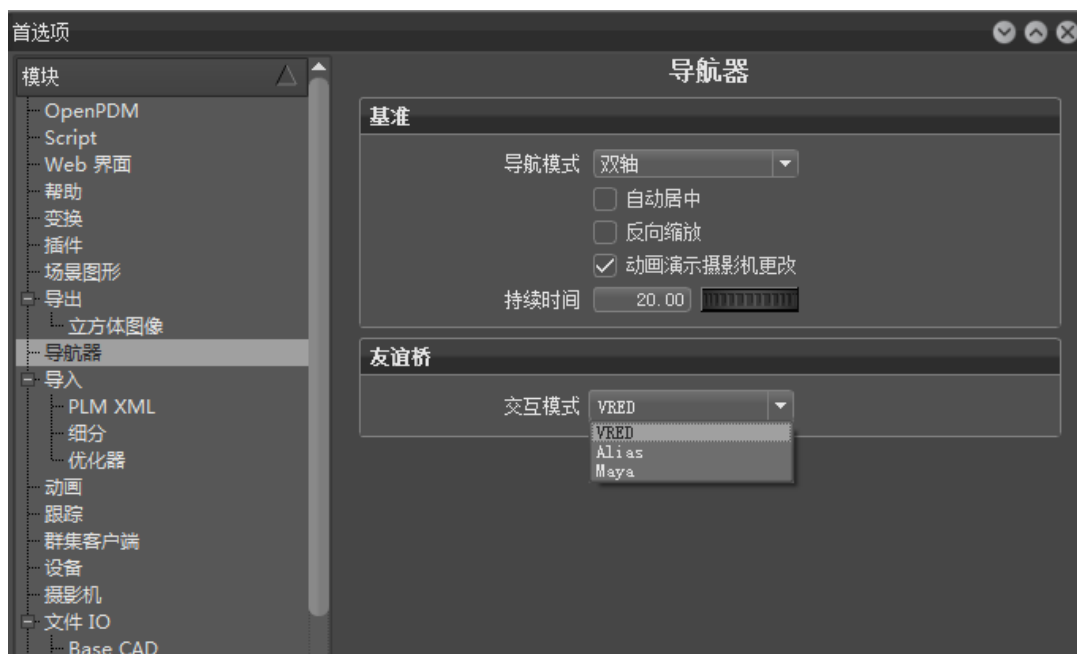 首选项
模块
OpenPDM
Script
Web 界面
帮助
变换
插件
场景图形
导出
立方体图像
导航器
导入
PLM XML
细分
优化器
动画
跟踪
群集客户端
设备
摄影机
文件 IO
Base CAD
导航器
基准
导航模式 双轴
自动居中
反向缩放
动画演示摄影机更改
持续时间 20.00
友谊桥
交互模式 VRED
VRED
Alias
Maya